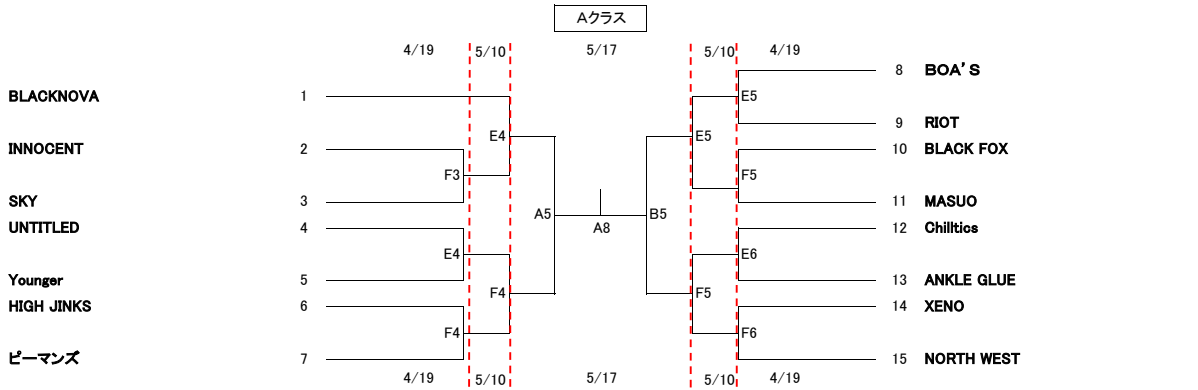 Aクラス
4/19 5/10 5/17 5/10 4/19
8 BOA'S
BLACKNOVA 1 E5
E4 E5 9 RIOT
INNOCENT 2 10 BLACK FOX
F3 F5
SKY 3 11 MASUO
A5 B5
UNTITLED 4 A8 12 Chilltics
E4 E6
Younger 5 13 ANKLE GLUE
F4 F5
HIGH JINKS 6 14 XENO
F4 F6
ピーマンズ 7 15 NORTH WEST
4/19 5/10 5/17 5/10 4/19